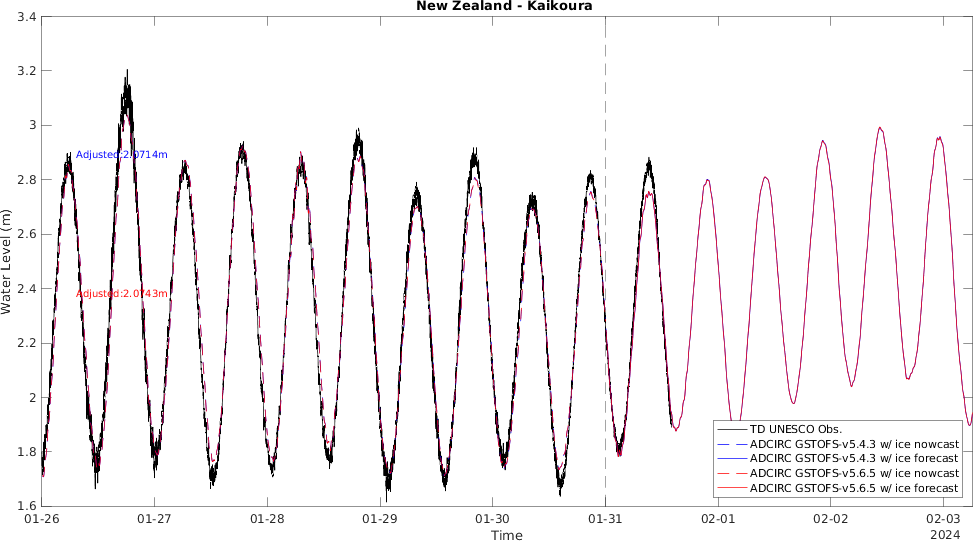 New Zealand - Kaikoura
3.4
3.2
3
2.8
2.6
2.4
2.2
2
1.8
1.6
Water Level (m)
Adjusted:2.0714m
Adjusted:2.0743m
TD UNESCO Obs.
ADCIRC GSTOFS-v5.4.3 w/ ice nowcast
ADCIRC GSTOFS-v5.4.3 w/ ice forecast
ADCIRC GSTOFS-v5.6.5 w/ ice nowcast
ADCIRC GSTOFS-v5.6.5 w/ ice forecast
01-26 01-27 01-28 01-29 01-30 01-31 02-01 02-02 02-03
Time 2024